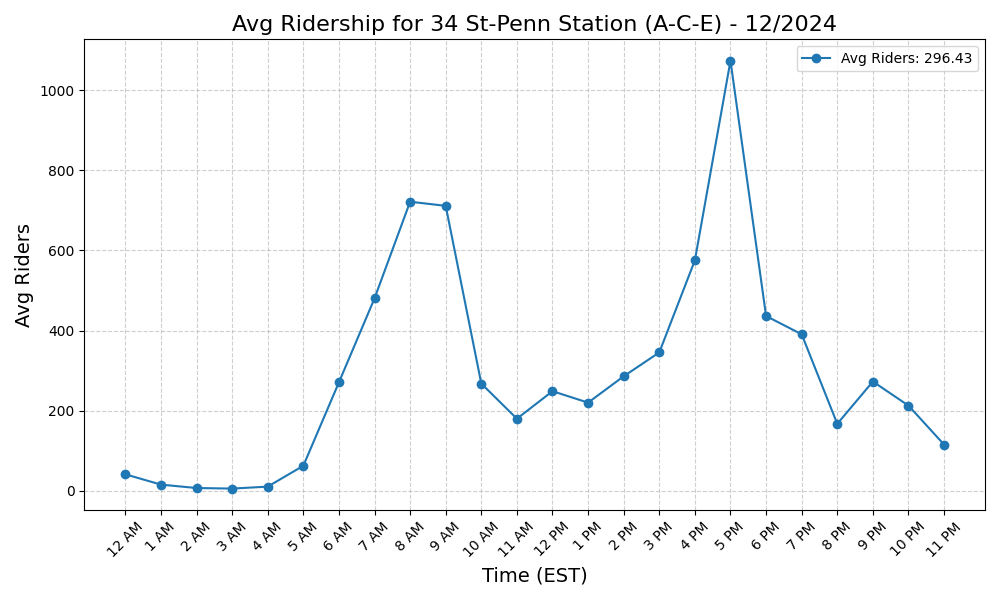 Avg Ridership for 34 St-Penn Station (A-C-E) - 12/2024
Avg Riders: 296.43
Avg Riders
1000
800
600
400
200
0
12 AM
1 AM
2 AM
3 AM
4 AM
5 AM
6 AM
7 AM
8 AM
9 AM
10 AM
11 AM
12 PM
1 PM
2 PM
3 PM
4 PM
5 PM
6 PM
7 PM
8 PM
9 PM
10 PM
11 PM
Time (EST)